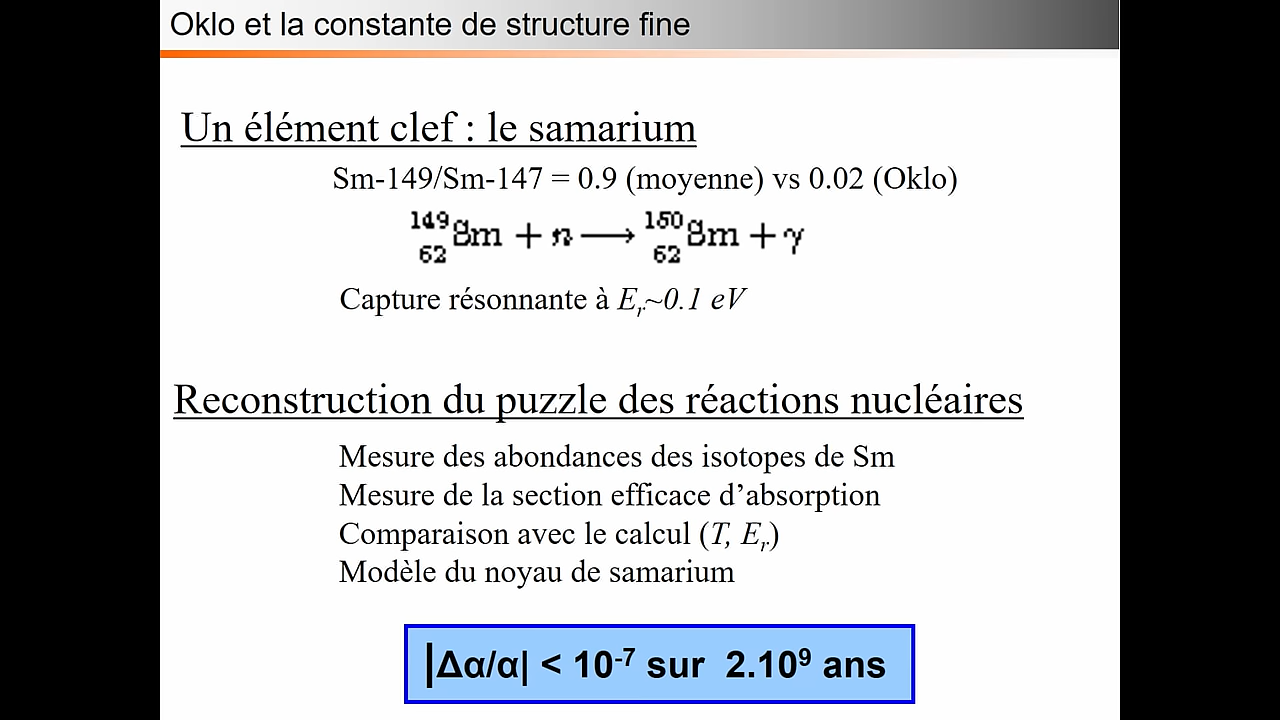 Oklo et la constante de structure fine
Un élément clef : le samarium
Sm-149/Sm-147 = 0.9 (moyenne) vs 0.02 (Oklo)
¹⁴⁹₆₂Sm + n ⟶ ¹⁵⁰₆₂Sm + γ
Capture résonnante à Eᵣ~0.1 eV
Reconstruction du puzzle des réactions nucléaires
Mesure des abondances des isotopes de Sm
Mesure de la section efficace d’absorption
Comparaison avec le calcul (T, Eᵣ)
Modèle du noyau de samarium
|Δα/α| < 10⁻⁷ sur 2.10⁹ ans